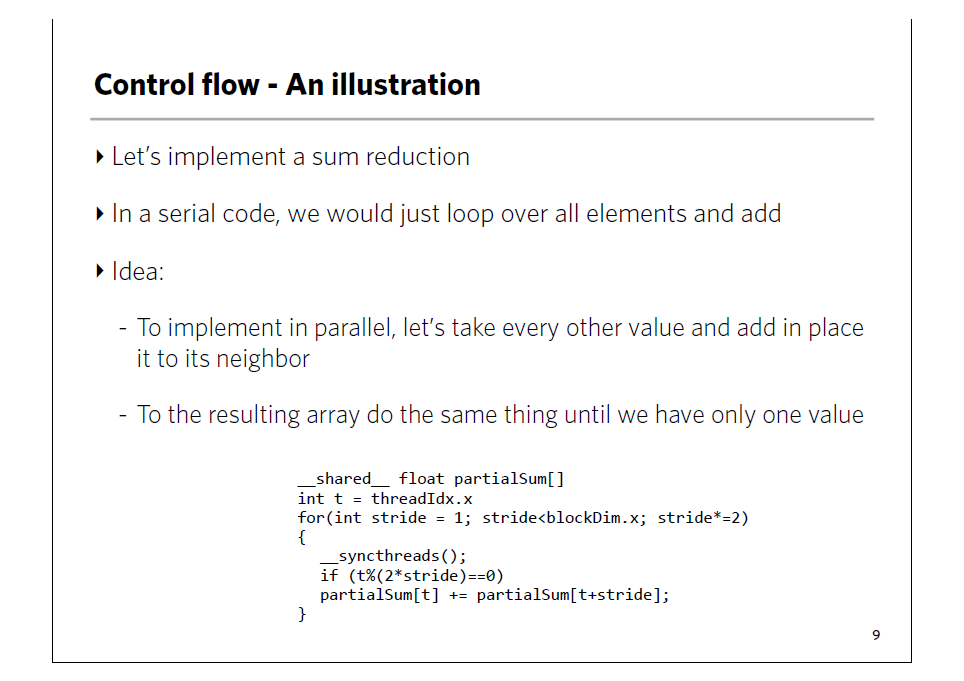 Control flow - An illustration
Let’s implement a sum reduction
In a serial code, we would just loop over all elements and add
Idea:
- To implement in parallel, let’s take every other value and add in place
it to its neighbor
- To the resulting array do the same thing until we have only one value
__shared__ float partialSum[]
int t = threadIdx.x
for(int stride = 1; stride<blockDim.x; stride*=2)
{
__syncthreads();
if (t%(2*stride)==0)
partialSum[t] += partialSum[t+stride];
}
9